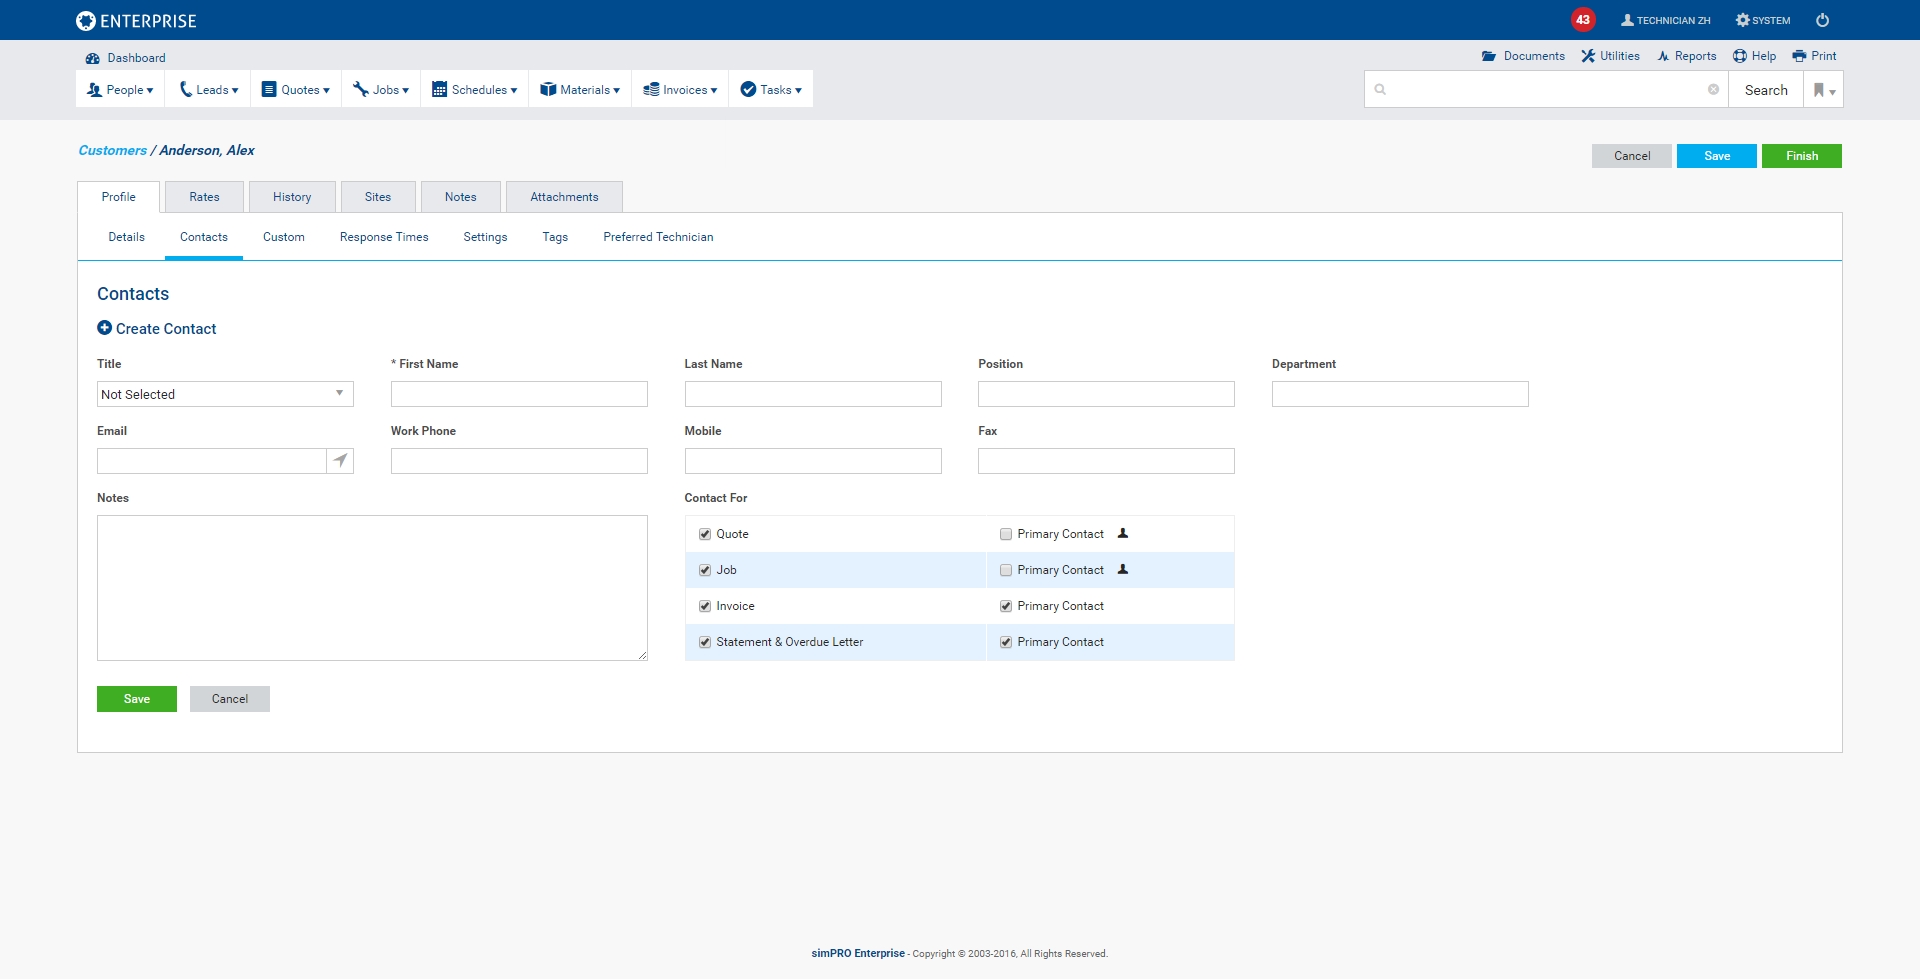 ENTERPRISE
43 TECHNICIAN ZH SYSTEM
Dashboard
Documents Utilities Reports Help Print
People Leads Quotes Jobs Schedules Materials Invoices Tasks
Search
Customers / Anderson, Alex
Cancel Save Finish
Profile Rates History Sites Notes Attachments
Details Contacts Custom Response Times Settings Tags Preferred Technician
Contacts
Create Contact
Title * First Name Last Name Position Department
Not Selected
Email Work Phone Mobile Fax
Notes Contact For
Quote Primary Contact
Job Primary Contact
Invoice Primary Contact
Statement & Overdue Letter Primary Contact
Save Cancel
simPRO Enterprise - Copyright © 2003-2016, All Rights Reserved.